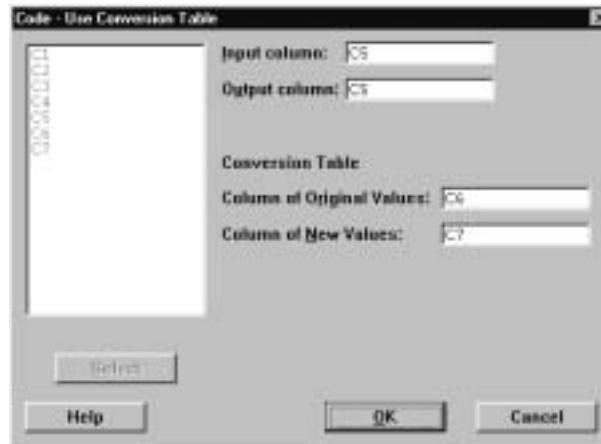 Code - Use Conversion Table
C1
C2
C3
C4
C5
C6
C7
Input column: C5
Output column: C5
Conversion Table
Column of Original Values: C6
Column of New Values: C7
Select
Help
OK
Cancel